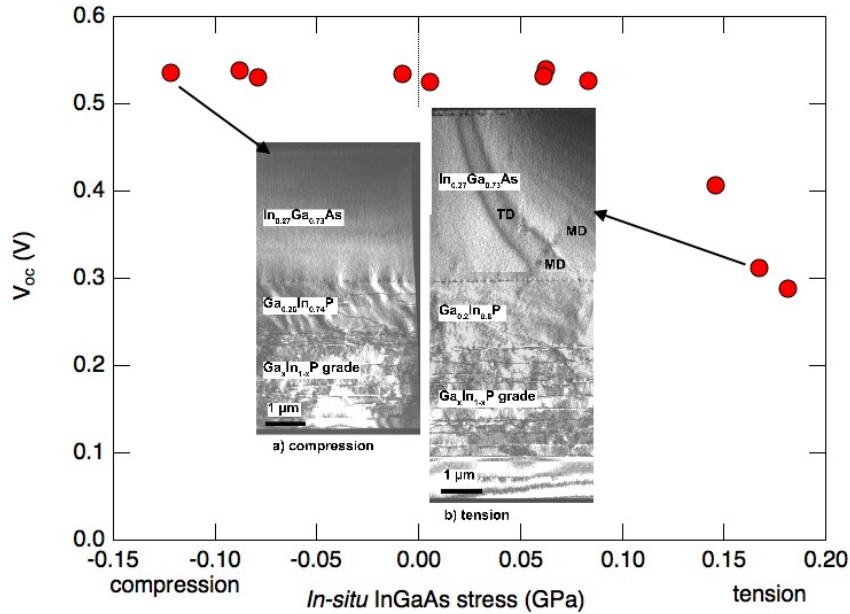 0.6
0.5
0.4
0.3
0.2
0.1
0.0
V_oc (V)
In₀.₂₇Ga₀.₇₃As
Ga₀.₂₆In₀.₇₄P
GaₓIn₁₋ₓP grade
1 µm
a) compression
In₀.₂₇Ga₀.₇₃As
TD
MD
MD
Ga₀.₂In₀.₈P
GaₓIn₁₋ₓP grade
1 µm
b) tension
-0.15 -0.10 -0.05 0.00 0.05 0.10 0.15 0.20
compression In-situ InGaAs stress (GPa) tension